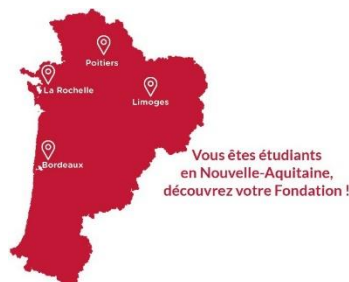 Poitiers
La Rochelle
Limoges
Bordeaux
Vous êtes étudiants
en Nouvelle-Aquitaine,
découvrez votre Fondation !